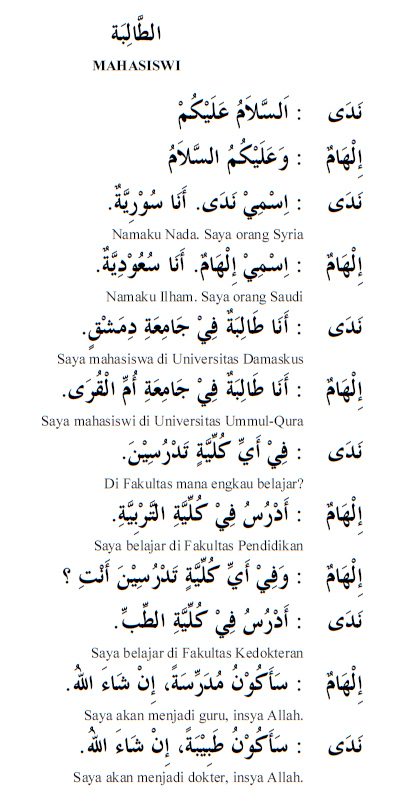 الطَّالِبَة
MAHASISWI
نَدَى : اَلسَّلاَمُ عَلَيْكُمْ
إِلْهَامٌ : وَعَلَيْكُمُ السَّلاَمُ
نَدَى : اِسْمِيْ نَدَى. أَنَا سُوْرِيَّةٌ.
Namaku Nada. Saya orang Syria
إِلْهَامٌ : اِسْمِيْ إِلْهَامٌ. أَنَا سُعُوْدِيَّةٌ.
Namaku Ilham. Saya orang Saudi
نَدَى : أَنَا طَالِبَةٌ فِيْ جَامِعَةِ دِمَشْقٍ.
Saya mahasiswa di Universitas Damaskus
إِلْهَامٌ : أَنَا طَالِبَةٌ فِيْ جَامِعَةِ أُمِّ الْقُرَى.
Saya mahasiswi di Universitas Ummul-Qura
نَدَى : فِيْ أَيِّ كُلِّيَّةٍ تَدْرُسِيْنَ.
Di Fakultas mana engkau belajar?
إِلْهَامٌ : أَدْرُسُ فِيْ كُلِّيَّةِ التَّرْبِيَّةِ.
Saya belajar di Fakultas Pendidikan
إِلْهَامٌ : وَفِيْ أَيِّ كُلِّيَّةٍ تَدْرُسِيْنَ أَنْتِ ؟
نَدَى : أَدْرُسُ فِيْ كُلِّيَّةِ الطِّبِّ.
Saya belajar di Fakultas Kedokteran
إِلْهَامٌ : سَأَكُوْنُ مُدَرِّسَةً، إِنْ شَاءَ اللهُ.
Saya akan menjadi guru, insya Allah.
نَدَى : سَأَكُوْنُ طَبِيْبَةً، إِنْ شَاءَ اللهُ.
Saya akan menjadi dokter, insya Allah.